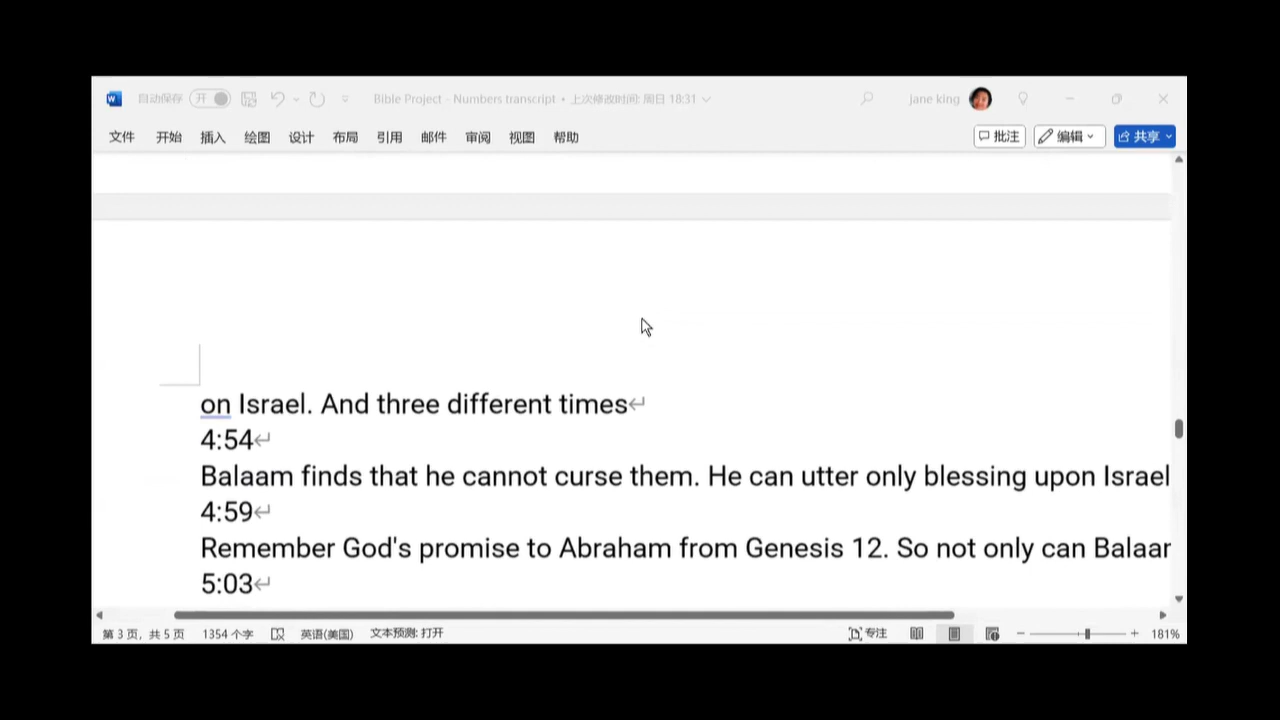 自动保存 开 Bible Project - Numbers transcript • 上次修改时间: 周日 18:31 jane king
文件 开始 插入 绘图 设计 布局 引用 邮件 审阅 视图 帮助 批注 编辑 共享
on Israel. And three different times
4:54
Balaam finds that he cannot curse them. He can utter only blessing upon Israel
4:59
Remember God's promise to Abraham from Genesis 12. So not only can Balaar
5:03
第 3 页，共 5 页 1354 个字 英语(美国) 文本预测: 打开 专注 181%